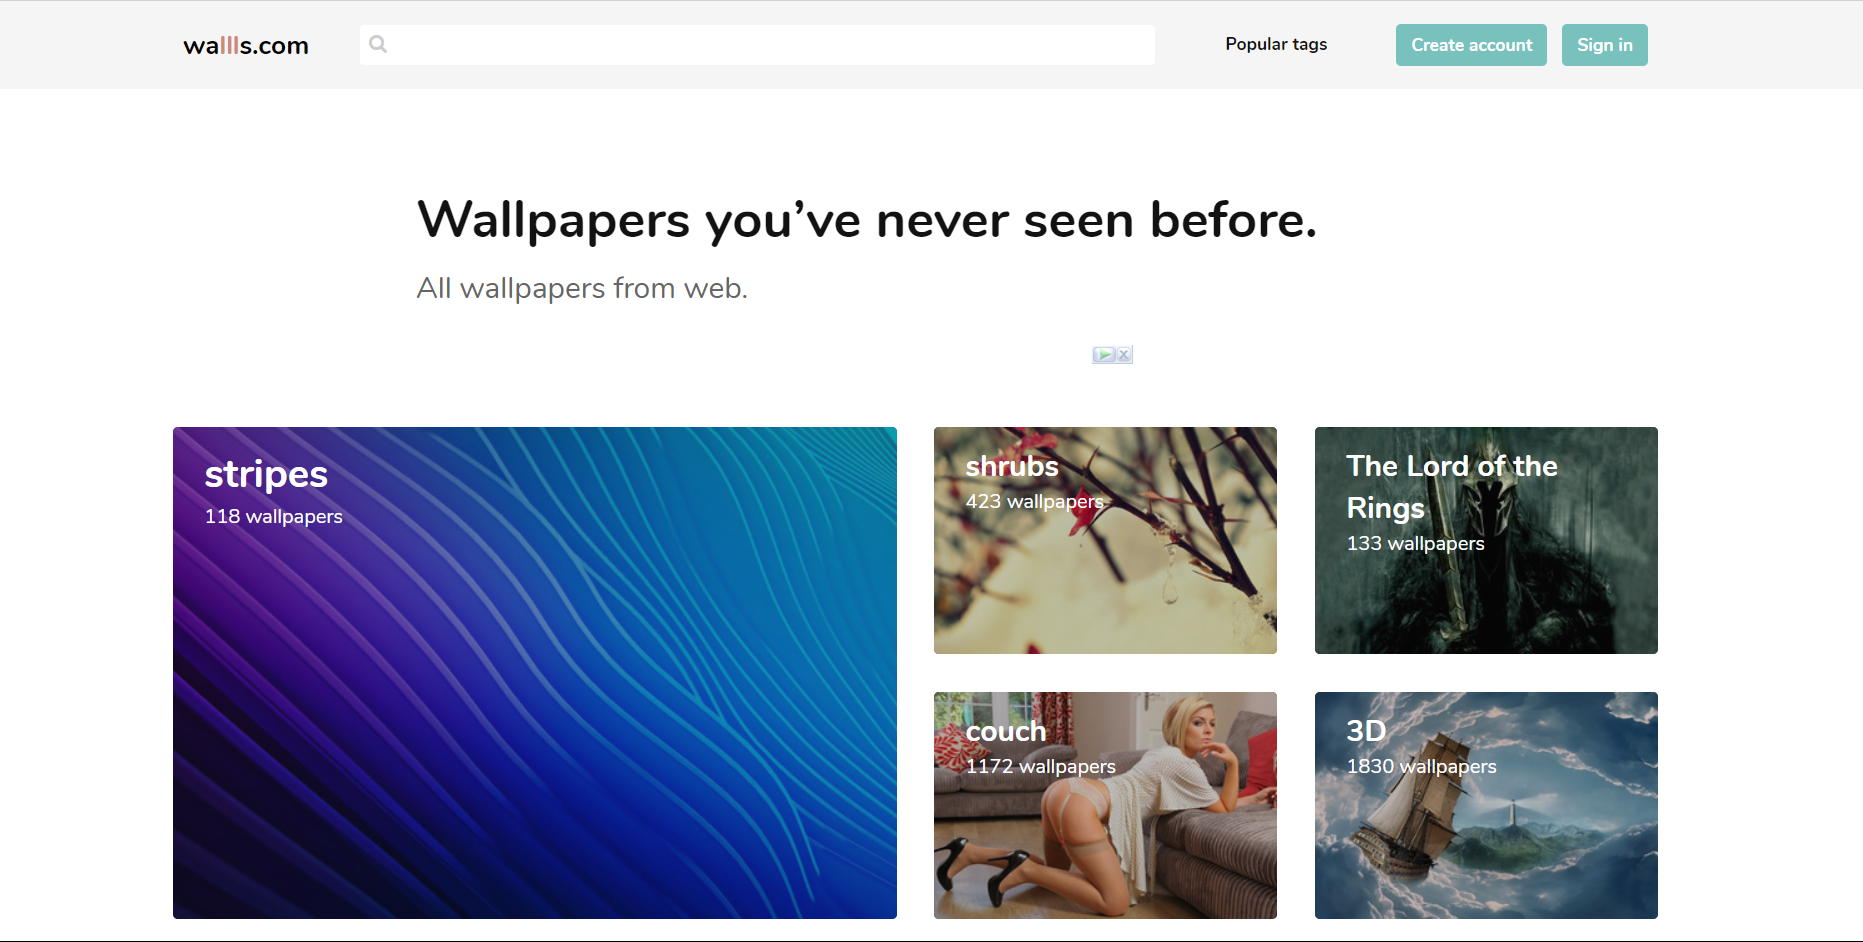 wallls.com
Popular tags
Create account
Sign in
Wallpapers you’ve never seen before.
All wallpapers from web.
stripes
118 wallpapers
shrubs
423 wallpapers
The Lord of the
Rings
133 wallpapers
couch
1172 wallpapers
3D
1830 wallpapers